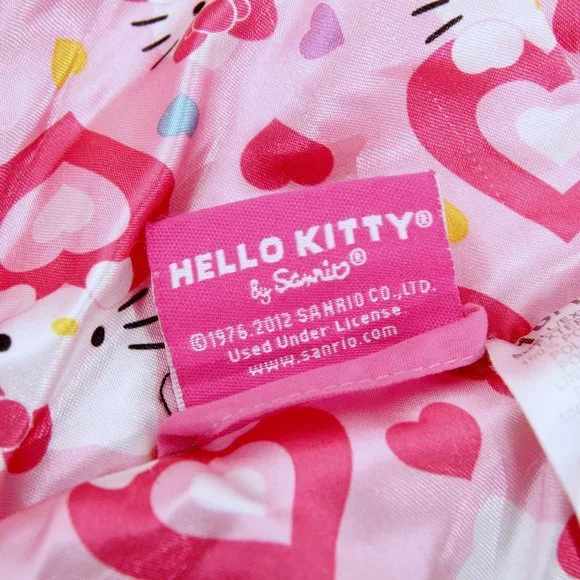 HELLO KITTY®
by Sanrio®
©1976, 2012 SANRIO CO.,LTD.
Used Under License.
www.sanrio.com